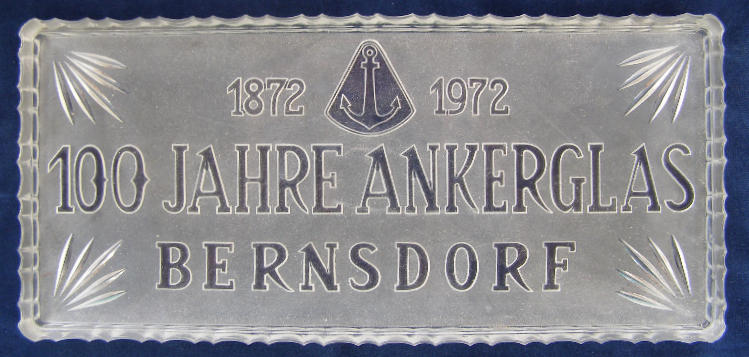 1872 1972
100 JAHRE ANKERGLAS
BERNSDORF